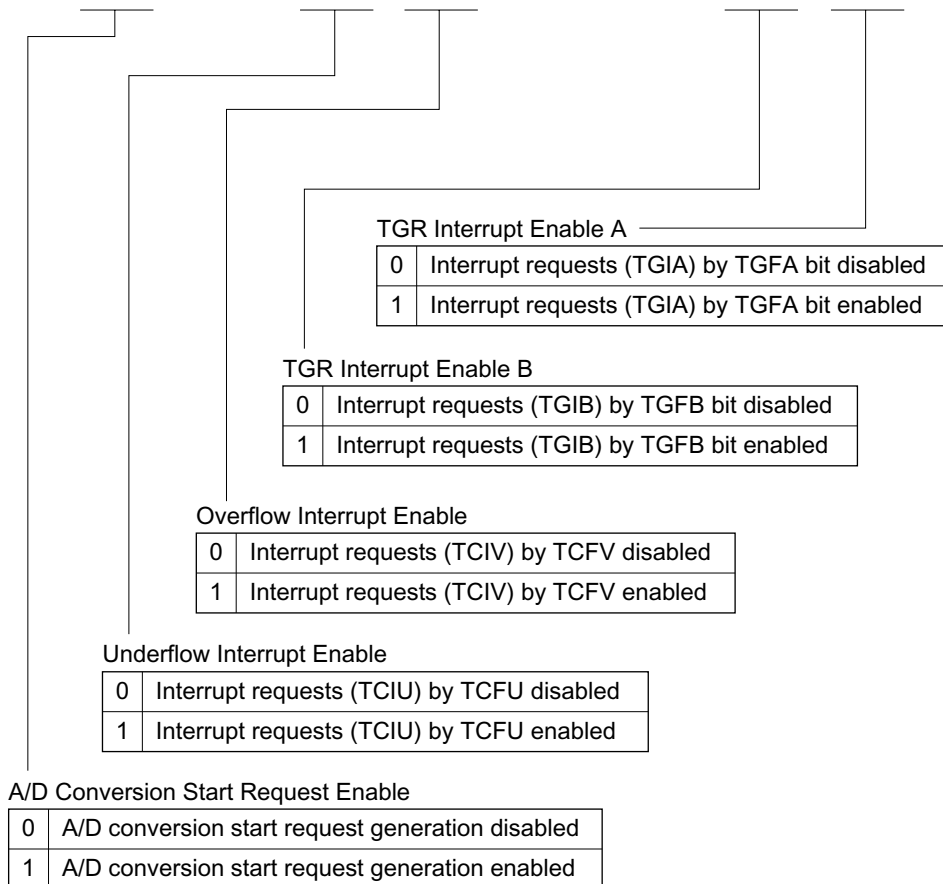 TGR Interrupt Enable A
0 Interrupt requests (TGIA) by TGFA bit disabled
1 Interrupt requests (TGIA) by TGFA bit enabled
TGR Interrupt Enable B
0 Interrupt requests (TGIB) by TGFB bit disabled
1 Interrupt requests (TGIB) by TGFB bit enabled
Overflow Interrupt Enable
0 Interrupt requests (TCIV) by TCFV disabled
1 Interrupt requests (TCIV) by TCFV enabled
Underflow Interrupt Enable
0 Interrupt requests (TCIU) by TCFU disabled
1 Interrupt requests (TCIU) by TCFU enabled
A/D Conversion Start Request Enable
0 A/D conversion start request generation disabled
1 A/D conversion start request generation enabled